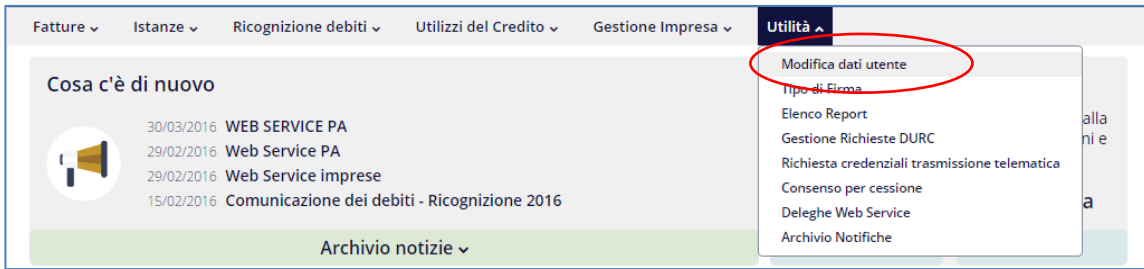 Fatture Istanze Ricognizione debiti Utilizzi del Credito Gestione Impresa Utilità
Cosa c'è di nuovo
30/03/2016 WEB SERVICE PA
29/02/2016 Web Service PA
29/02/2016 Web Service imprese
15/02/2016 Comunicazione dei debiti - Ricognizione 2016
Archivio notizie
Modifica dati utente
Tipo di Firma
Elenco Report
Gestione Richieste DURC
Richiesta credenziali trasmissione telematica
Consenso per cessione
Deleghe Web Service
Archivio Notifiche
alla
ni e
a